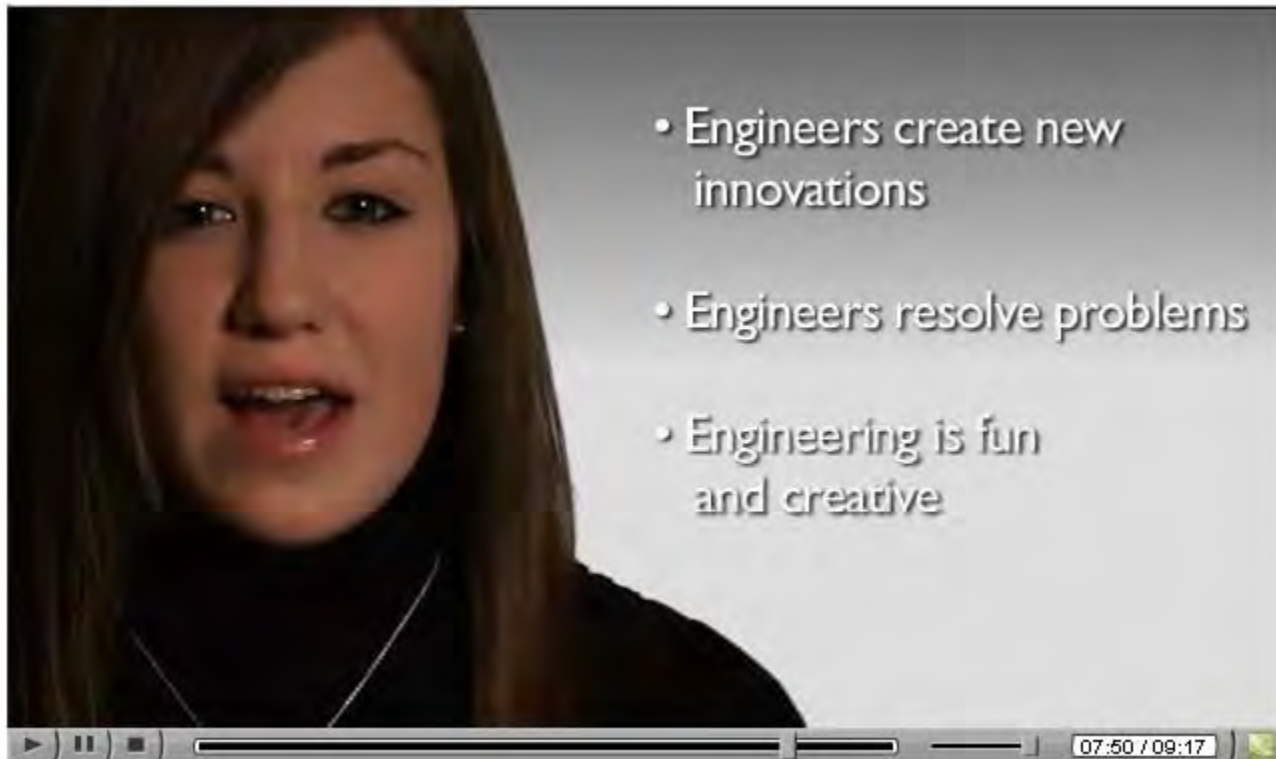 • Engineers create new
innovations
• Engineers resolve problems
• Engineering is fun
and creative
07:50 / 09:17